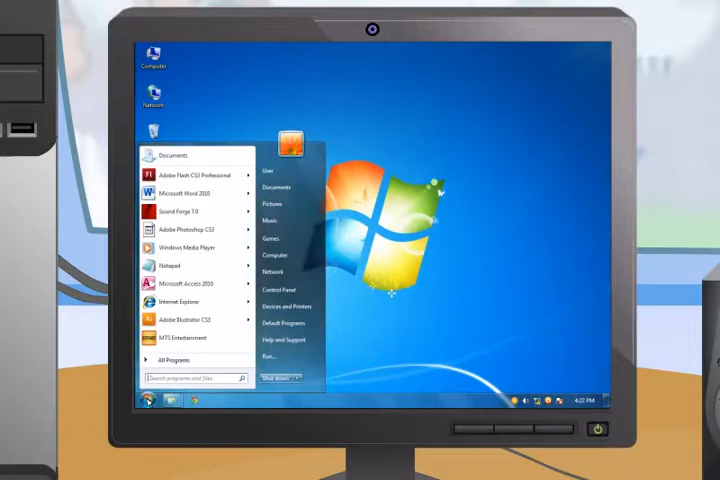 Computer
Network
Documents
Adobe Flash CS3 Professional
Microsoft Word 2010
Sound Forge 7.0
Adobe Photoshop CS3
Windows Media Player
Notepad
Microsoft Access 2010
Internet Explorer
Adobe Illustrator CS3
MTS Entertainment
All Programs
Search programs and files
User
Documents
Pictures
Music
Games
Computer
Network
Control Panel
Devices and Printers
Default Programs
Help and Support
Run...
Shut down
4:22 PM